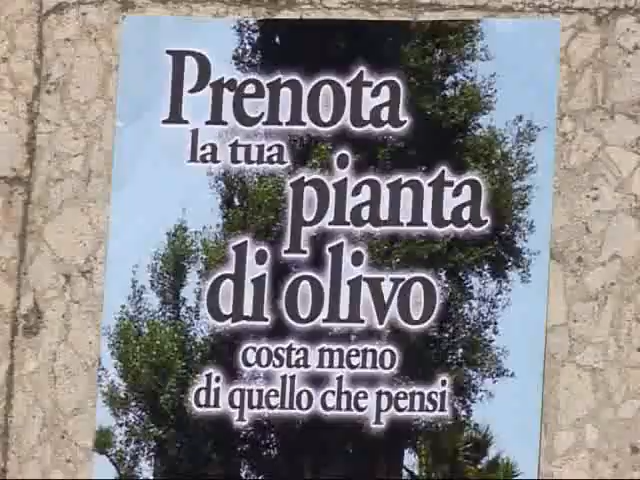 Prenota
la tua
pianta
di olivo
costa meno
di quello che pensi